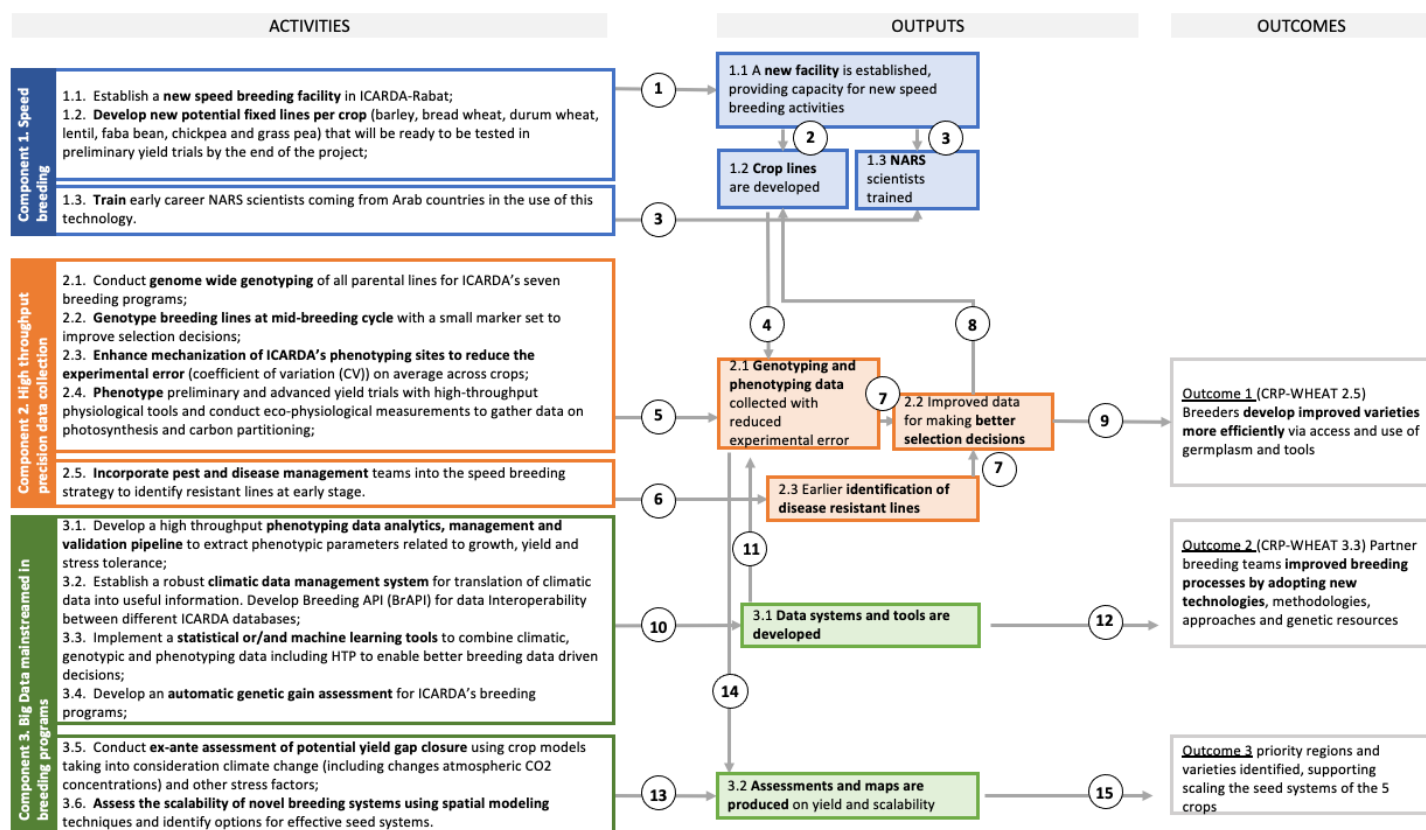 ACTIVITIES
OUTPUTS
OUTCOMES
Component 1. Speed
breeding
1.1. Establish a new speed breeding facility in ICARDA-Rabat;
1.2. Develop new potential fixed lines per crop (barley, bread wheat, durum wheat,
lentil, faba bean, chickpea and grass pea) that will be ready to be tested in
preliminary yield trials by the end of the project;
1.3. Train early career NARS scientists coming from Arab countries in the use of this
technology.
1
3
1.1 A new facility is established,
providing capacity for new speed
breeding activities
2
3
1.2 Crop lines
are developed
1.3 NARS
scientists
trained
Component 2. High throughput
precision data collection
2.1. Conduct genome wide genotyping of all parental lines for ICARDA's seven
breeding programs;
2.2. Genotype breeding lines at mid-breeding cycle with a small marker set to
improve selection decisions;
2.3. Enhance mechanization of ICARDA's phenotyping sites to reduce the
experimental error (coefficient of variation (CV)) on average across crops;
2.4. Phenotype preliminary and advanced yield trials with high-throughput
physiological tools and conduct eco-physiological measurements to gather data on
photosynthesis and carbon partitioning;
2.5. Incorporate pest and disease management teams into the speed breeding
strategy to identify resistant lines at early stage.
4
8
5
6
2.1 Genotyping and
phenotyping data
collected with
reduced
experimental error
7
2.2 Improved data
for making better
selection decisions
9
7
2.3 Earlier identification of
disease resistant lines
Outcome 1 (CRP-WHEAT 2.5)
Breeders develop improved varieties
more efficiently via access and use of
germplasm and tools
Component 3. Big Data mainstreamed in
breeding programs
3.1. Develop a high throughput phenotyping data analytics, management and
validation pipeline to extract phenotypic parameters related to growth, yield and
stress tolerance;
3.2. Establish a robust climatic data management system for translation of climatic
data into useful information. Develop Breeding API (BrAPI) for data Interoperability
between different ICARDA databases;
3.3. Implement a statistical or/and machine learning tools to combine climatic,
genotypic and phenotyping data including HTP to enable better breeding data driven
decisions;
3.4. Develop an automatic genetic gain assessment for ICARDA's breeding
programs;
3.5. Conduct ex-ante assessment of potential yield gap closure using crop models
taking into consideration climate change (including changes atmospheric CO2
concentrations) and other stress factors;
3.6. Assess the scalability of novel breeding systems using spatial modeling
techniques and identify options for effective seed systems.
11
10
3.1 Data systems and tools are
developed
12
Outcome 2 (CRP-WHEAT 3.3) Partner
breeding teams improved breeding
processes by adopting new
technologies, methodologies,
approaches and genetic resources
14
13
3.2 Assessments and maps are
produced on yield and scalability
15
Outcome 3 priority regions and
varieties identified, supporting
scaling the seed systems of the 5
crops